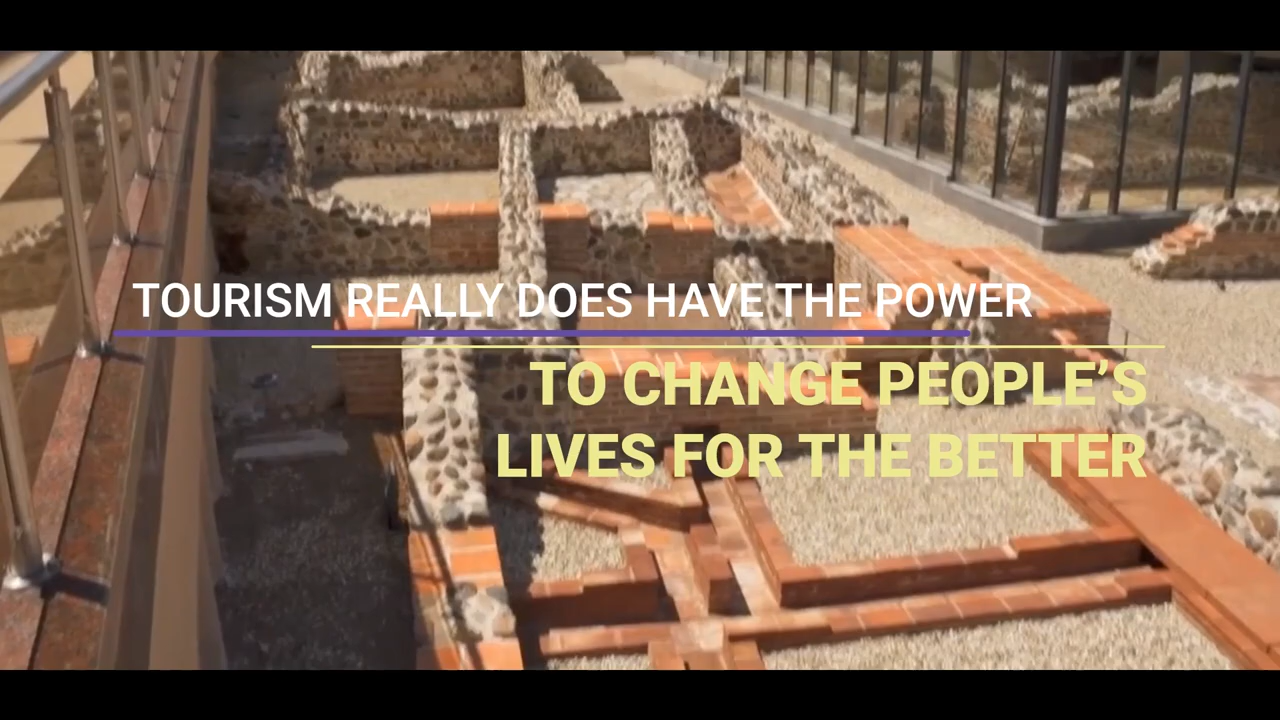 TOURISM REALLY DOES HAVE THE POWER
TO CHANGE PEOPLE’S
LIVES FOR THE BETTER